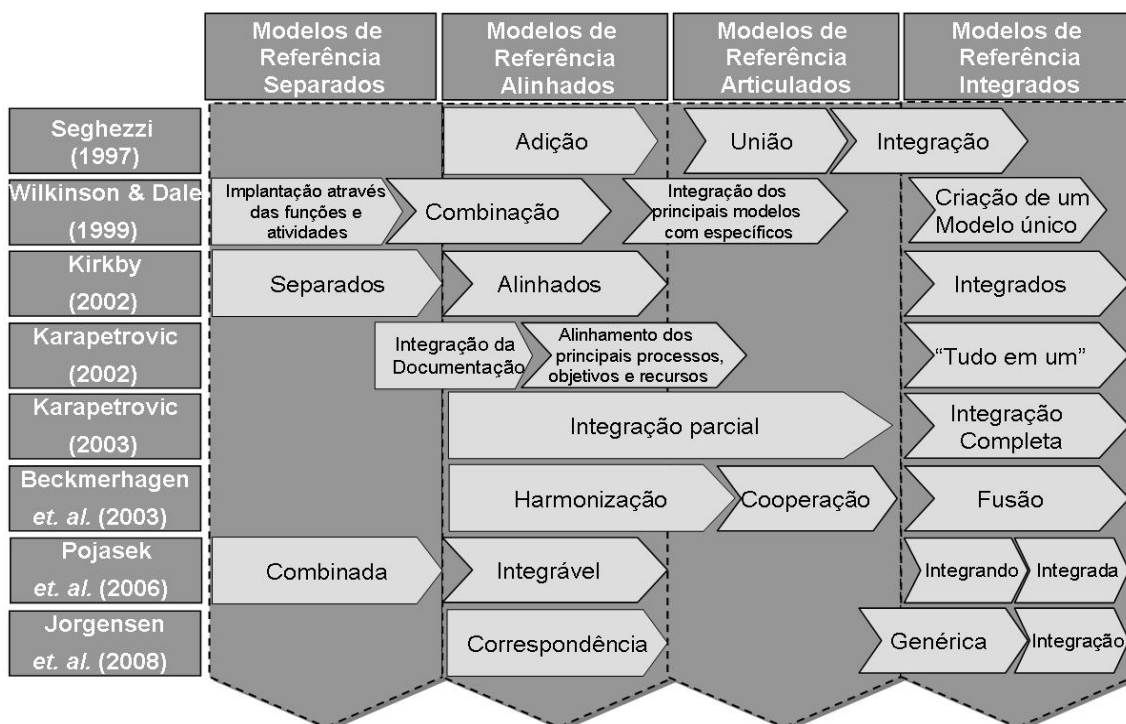 Modelos de
Referência
Separados
Modelos de
Referência
Alinhados
Modelos de
Referência
Articulados
Modelos de
Referência
Integrados
Seghezzi
(1997)
Adição
União
Integração
Wilkinson & Dale
(1999)
Implantação através
das funções e
atividades
Combinação
Integração dos
principais modelos
com específicos
Criação de um
Modelo único
Kirkby
(2002)
Separados
Alinhados
Integrados
Karapetrovic
(2002)
Integração da
Documentação
Alinhamento dos
principais processos,
objetivos e recursos
“Tudo em um”
Karapetrovic
(2003)
Integração parcial
Integração
Completa
Beckmerhagen
et. al. (2003)
Harmonização
Cooperação
Fusão
Pojasek
et. al. (2006)
Combinada
Integrável
Integrando
Integrada
Jorgensen
et. al. (2008)
Correspondência
Genérica
Integração